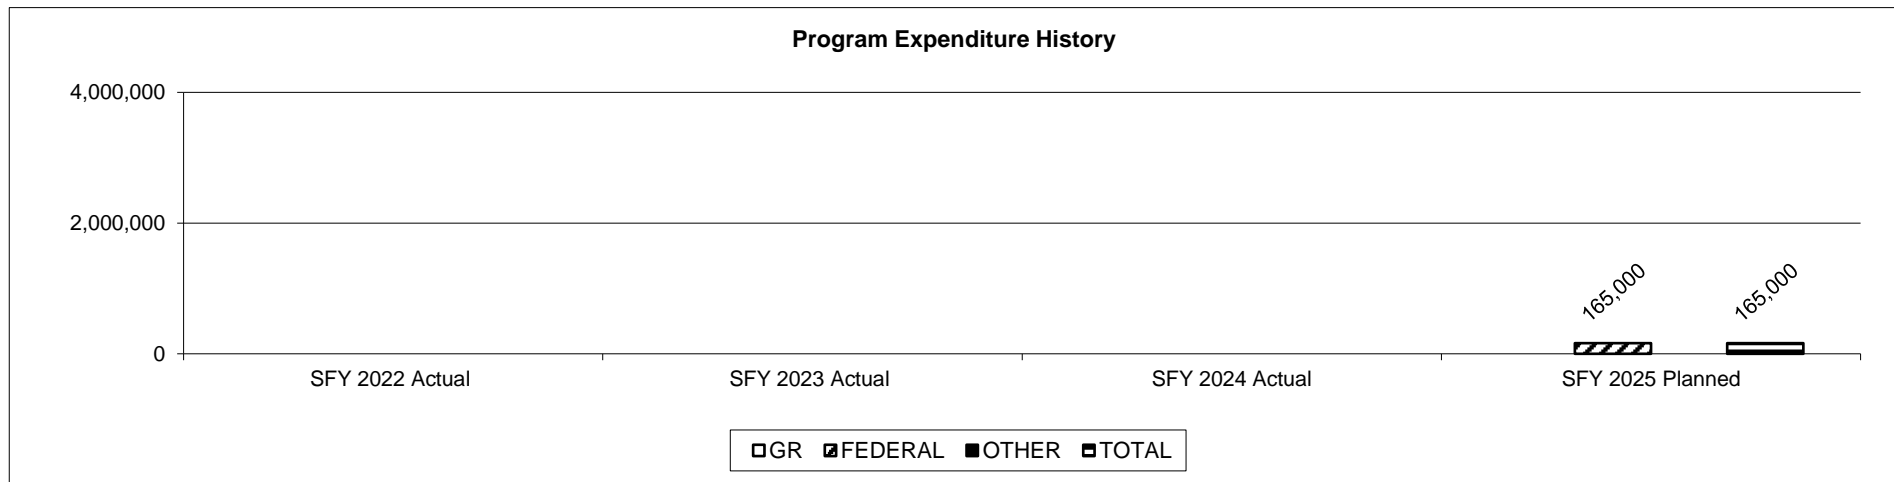 Program Expenditure History
4,000,000
2,000,000
0
165,000
165,000
SFY 2022 Actual
SFY 2023 Actual
SFY 2024 Actual
SFY 2025 Planned
GR
FEDERAL
OTHER
TOTAL